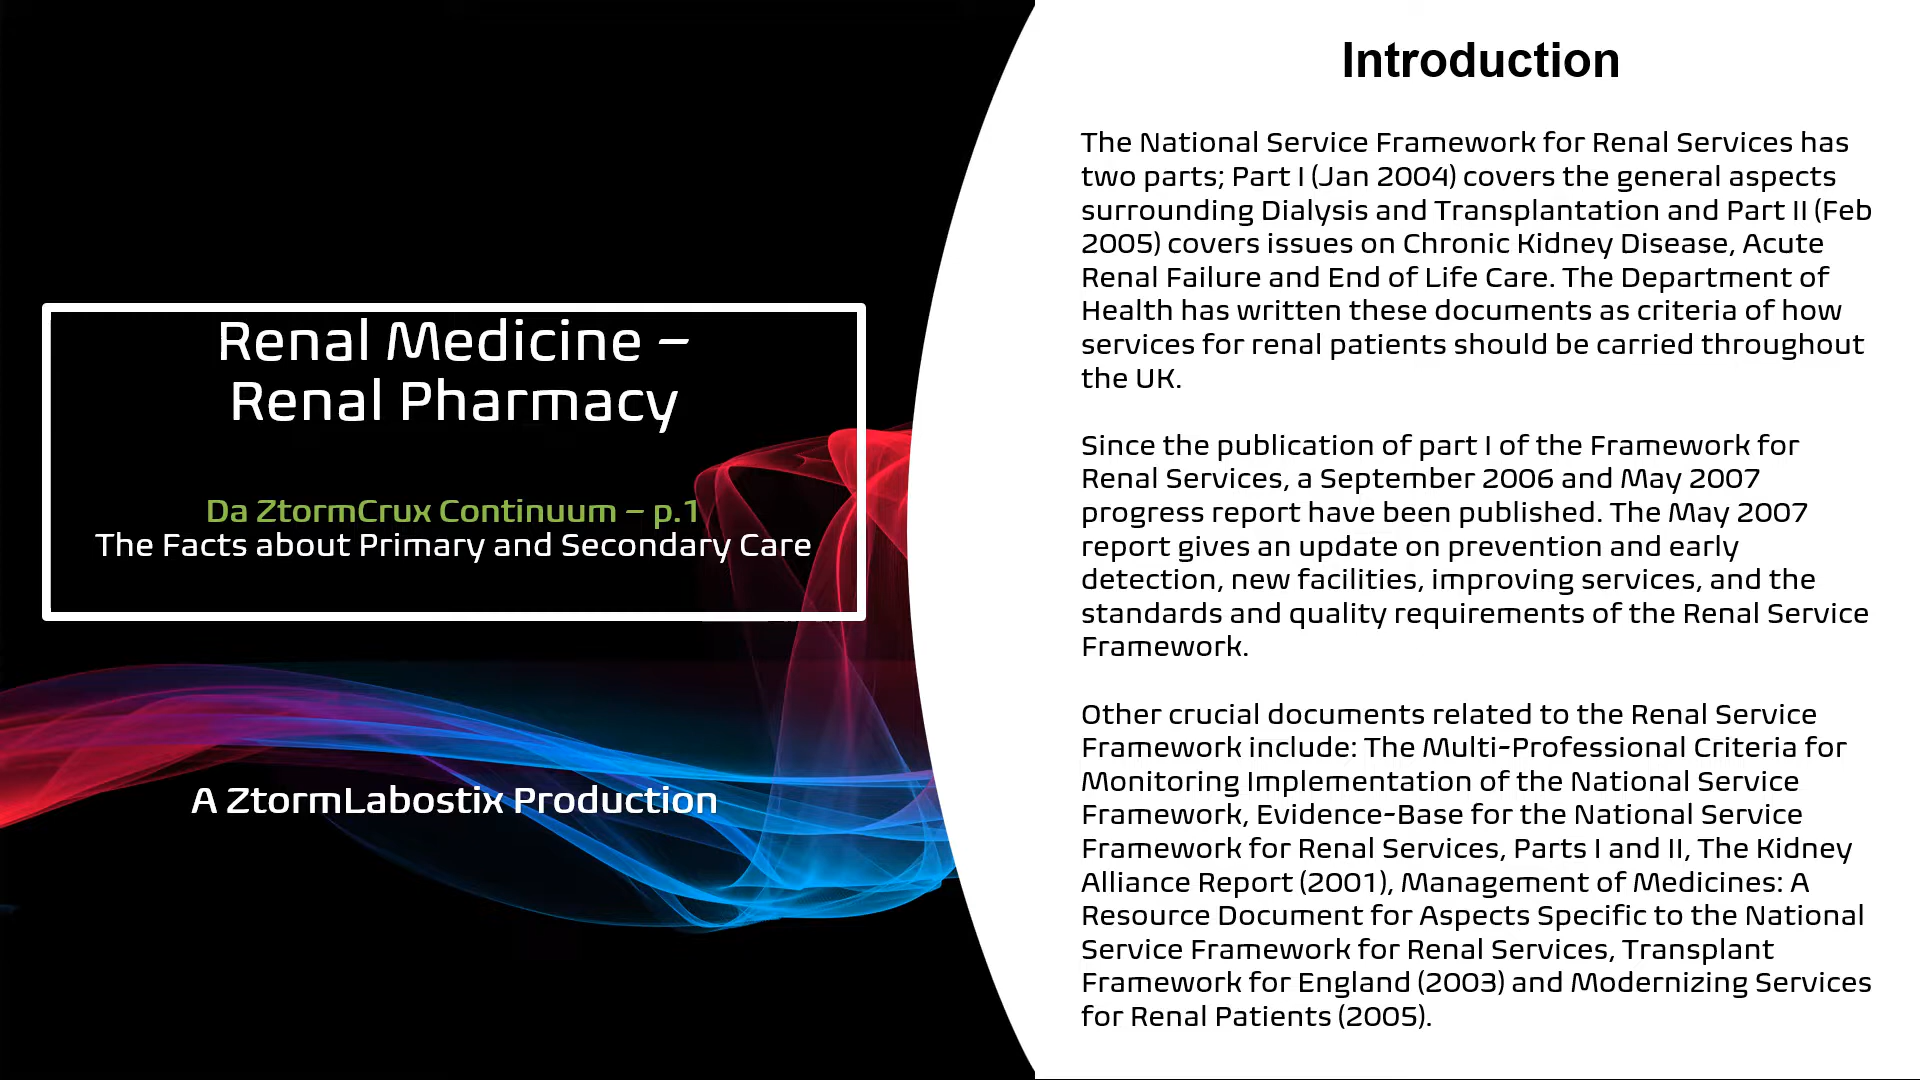 Renal Medicine –
Renal Pharmacy
Da ZtormCrux Continuum – p.1
The Facts about Primary and Secondary Care
A ZtormLabostix Production
Introduction
The National Service Framework for Renal Services has
two parts; Part I (Jan 2004) covers the general aspects
surrounding Dialysis and Transplantation and Part II (Feb
2005) covers issues on Chronic Kidney Disease, Acute
Renal Failure and End of Life Care. The Department of
Health has written these documents as criteria of how
services for renal patients should be carried throughout
the UK.
Since the publication of part I of the Framework for
Renal Services, a September 2006 and May 2007
progress report have been published. The May 2007
report gives an update on prevention and early
detection, new facilities, improving services, and the
standards and quality requirements of the Renal Service
Framework.
Other crucial documents related to the Renal Service
Framework include: The Multi-Professional Criteria for
Monitoring Implementation of the National Service
Framework, Evidence-Base for the National Service
Framework for Renal Services, Parts I and II, The Kidney
Alliance Report (2001), Management of Medicines: A
Resource Document for Aspects Specific to the National
Service Framework for Renal Services, Transplant
Framework for England (2003) and Modernizing Services
for Renal Patients (2005).